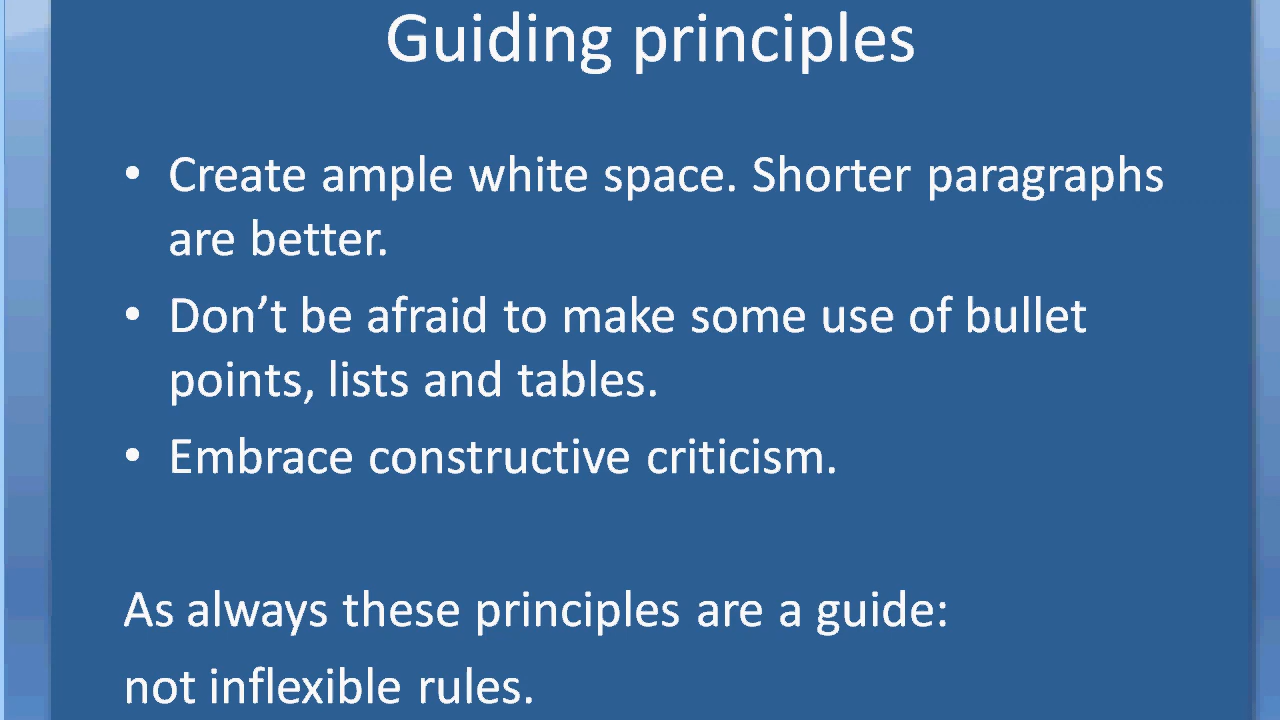 Guiding principles
• Create ample white space. Shorter paragraphs
are better.
• Don’t be afraid to make some use of bullet
points, lists and tables.
• Embrace constructive criticism.
As always these principles are a guide:
not inflexible rules.